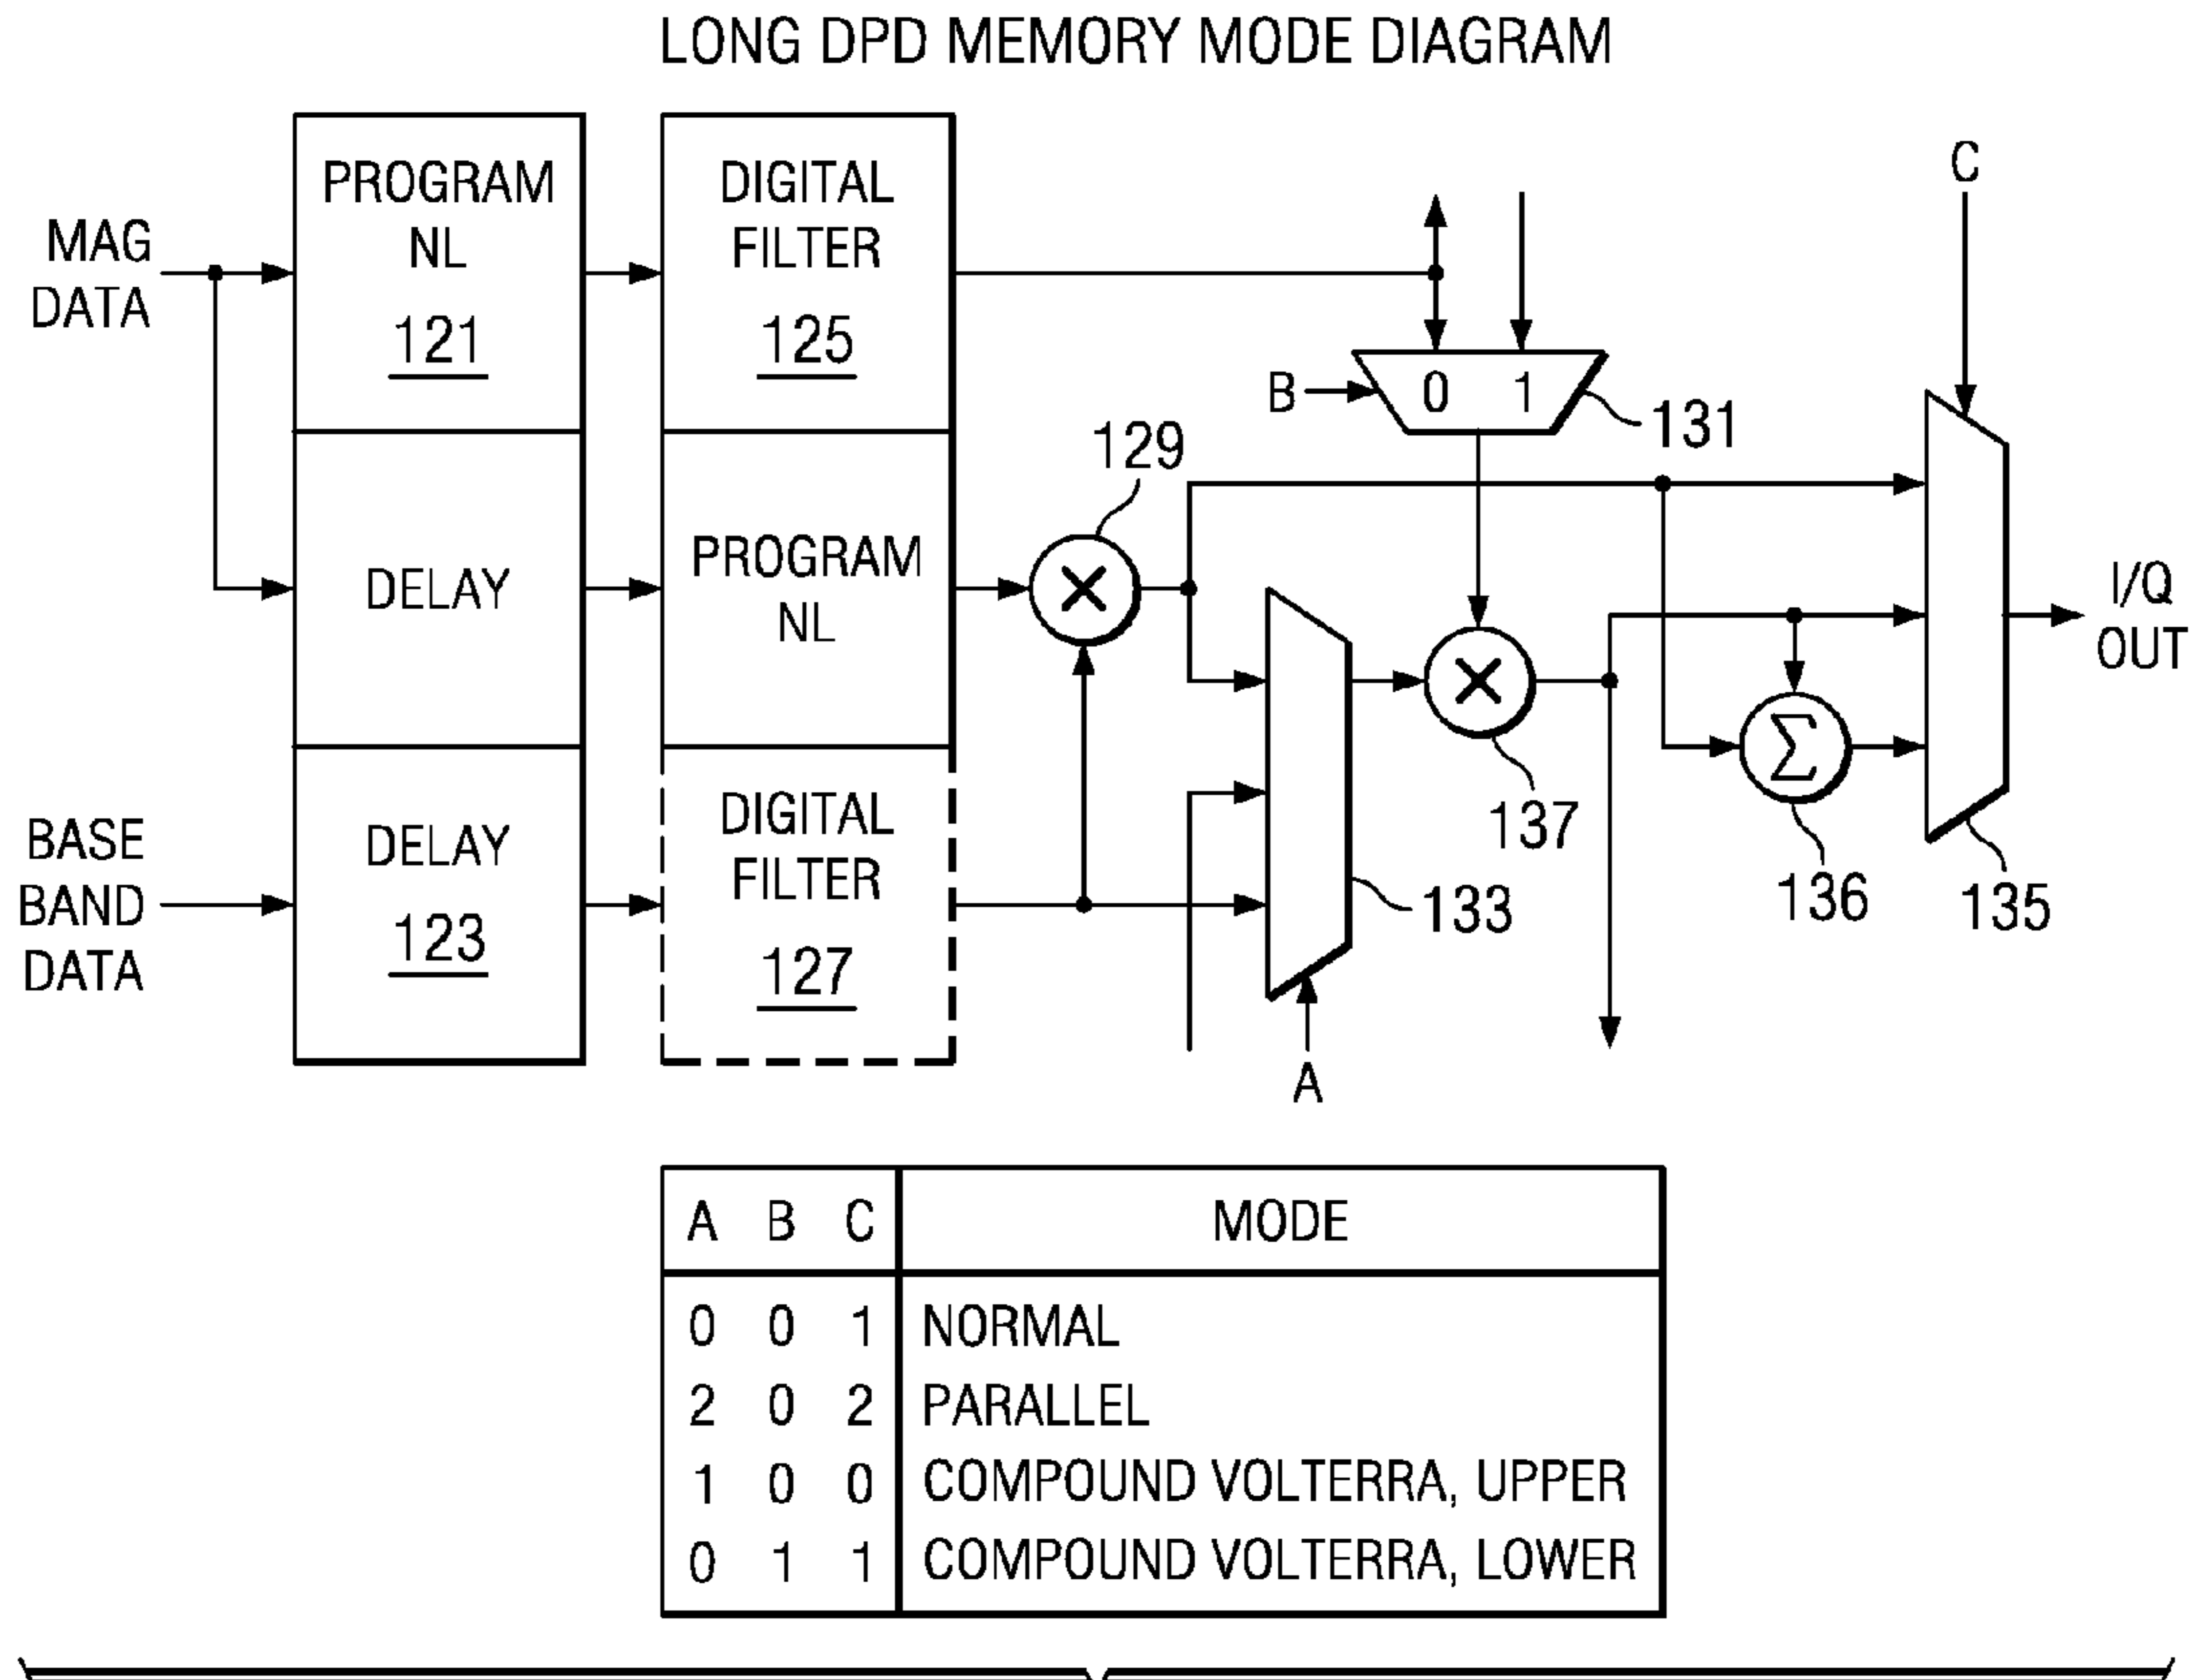 LONG DPD MEMORY MODE DIAGRAM
MAG
DATA
PROGRAM
NL
121
DIGITAL
FILTER
125
C
B
0 1
131
129
DELAY
PROGRAM
NL
I/Q
OUT
Σ
137
136
135
BASE
BAND
DATA
DELAY
123
DIGITAL
FILTER
127
133
A
A B C MODE
0 0 1 NORMAL
2 0 2 PARALLEL
1 0 0 COMPOUND VOLTERRA, UPPER
0 1 1 COMPOUND VOLTERRA, LOWER